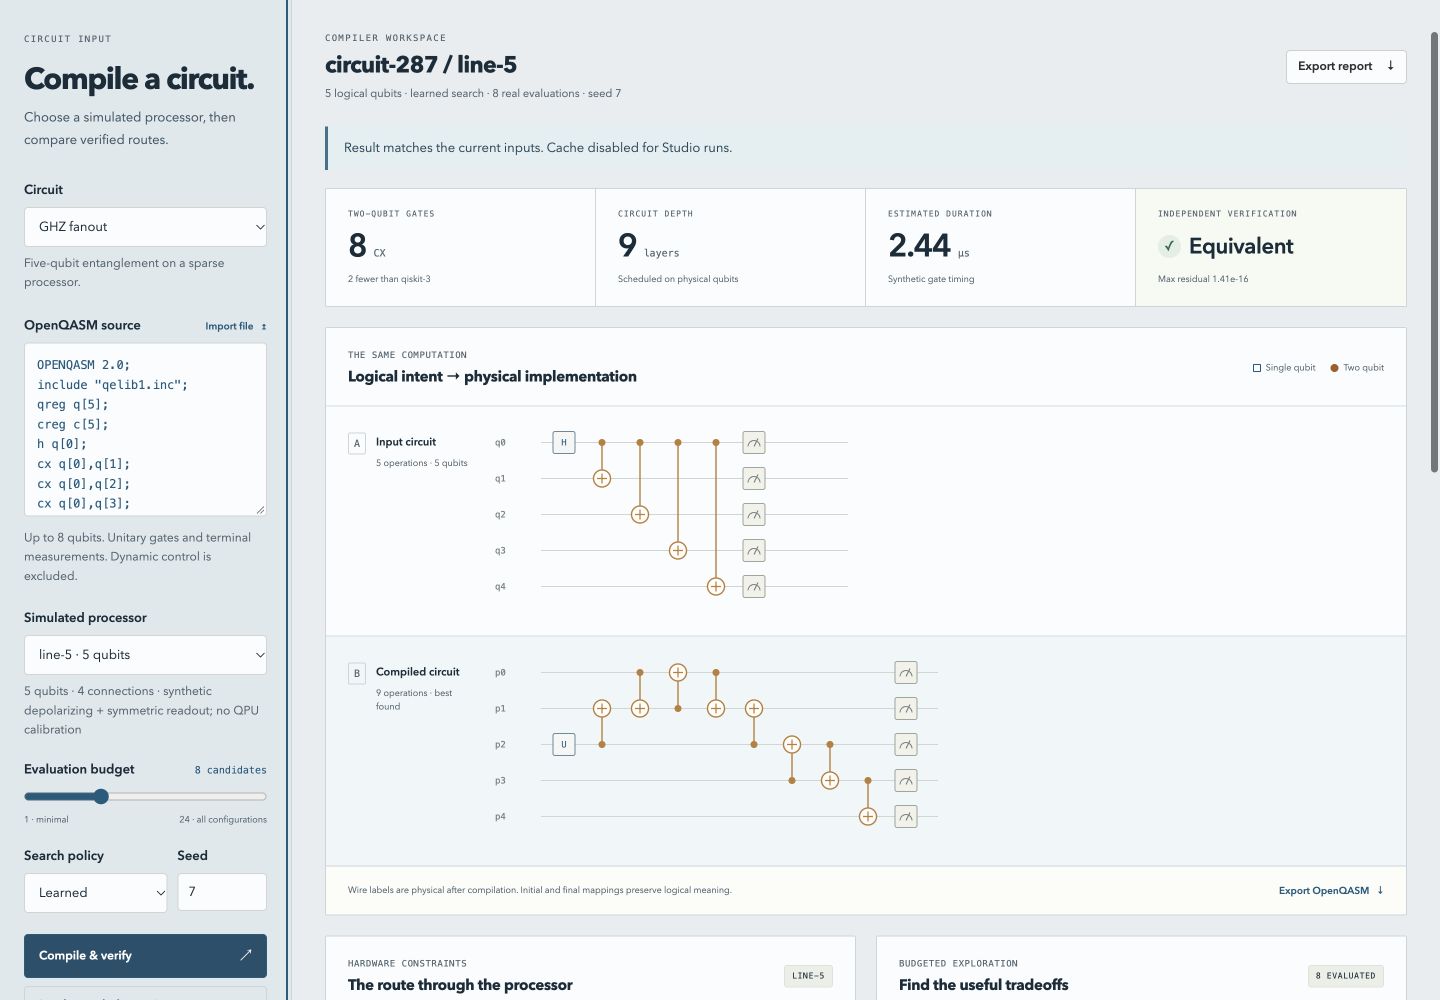 CIRCUIT INPUT
Compile a circuit.
Choose a simulated processor, then
compare verified routes.
Circuit
GHZ fanout
Five-qubit entanglement on a sparse
processor.
OpenQASM source
Import file
OPENQASM 2.0;
include "qelib1.inc";
qreg q[5];
creg c[5];
h q[0];
cx q[0],q[1];
cx q[0],q[2];
cx q[0],q[3];
Up to 8 qubits. Unitary gates and terminal
measurements. Dynamic control is
excluded.
Simulated processor
line-5 · 5 qubits
5 qubits · 4 connections · synthetic
depolarizing + symmetric readout; no QPU
calibration
Evaluation budget
8 candidates
1 · minimal
24 · all configurations
Search policy
Seed
Learned
7
Compile & verify ↗
COMPILER WORKSPACE
circuit-287 / line-5
5 logical qubits · learned search · 8 real evaluations · seed 7
Export report ↓
Result matches the current inputs. Cache disabled for Studio runs.
TWO-QUBIT GATES
8 CX
2 fewer than qiskit-3
CIRCUIT DEPTH
9 layers
Scheduled on physical qubits
ESTIMATED DURATION
2.44 µs
Synthetic gate timing
INDEPENDENT VERIFICATION
✓ Equivalent
Max residual 1.41e-16
THE SAME COMPUTATION
Logical intent → physical implementation
Single qubit
Two qubit
A
Input circuit
5 operations · 5 qubits
q0
H
q1
q2
q3
q4
B
Compiled circuit
9 operations · best
found
p0
p1
p2
U
p3
p4
Wire labels are physical after compilation. Initial and final mappings preserve logical meaning.
Export OpenQASM ↓
HARDWARE CONSTRAINTS
The route through the processor
LINE-5
BUDGETED EXPLORATION
Find the useful tradeoffs
8 EVALUATED